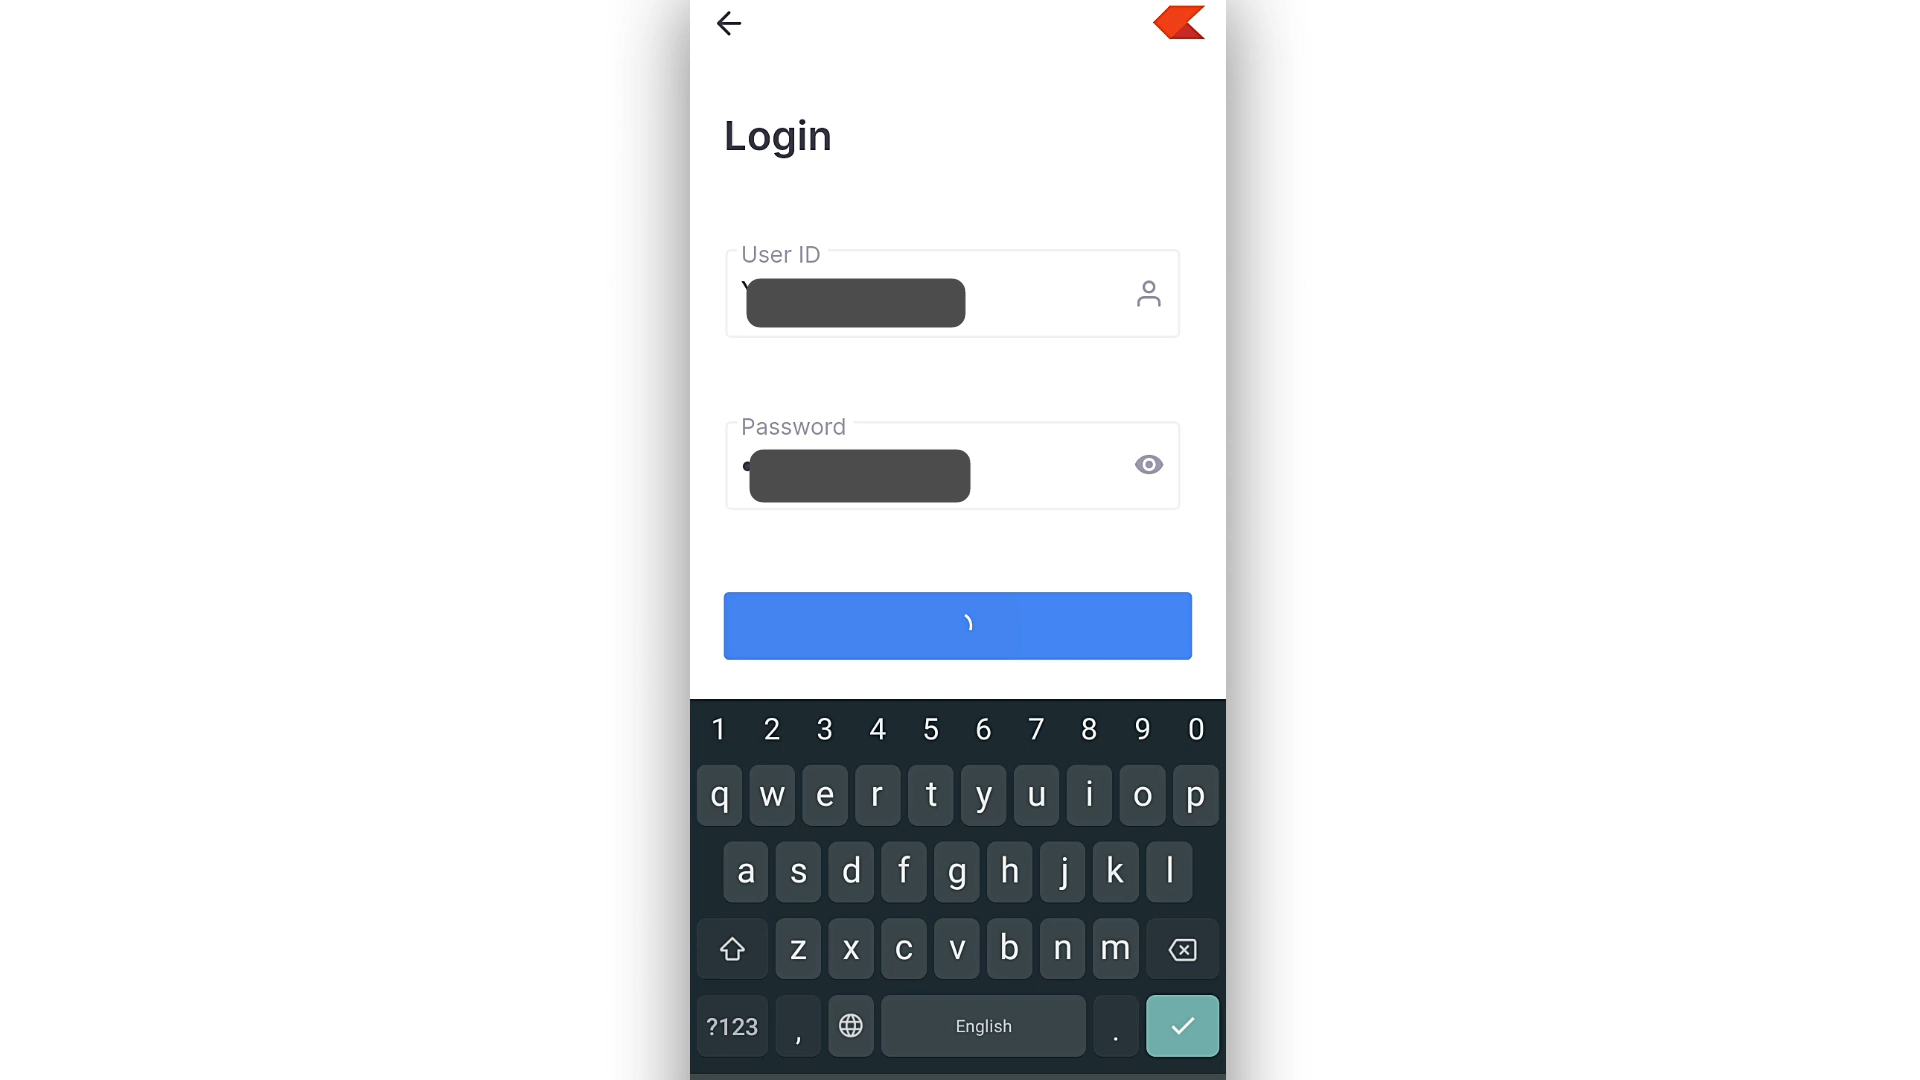 Login
User ID
Password
1 2 3 4 5 6 7 8 9 0
q w e r t y u i o p
a s d f g h j k l
z x c v b n m
?123 , English .